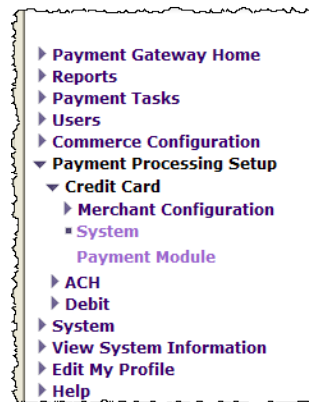 Payment Gateway Home
Reports
Payment Tasks
Users
Commerce Configuration
Payment Processing Setup
Credit Card
Merchant Configuration
System
Payment Module
ACH
Debit
System
View System Information
Edit My Profile
Help